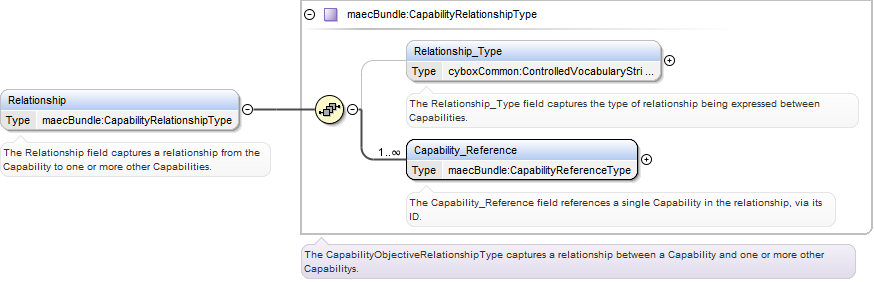 maecBundle:CapabilityRelationshipType
Relationship_Type
Type cyboxCommon:ControlledVocabularyStri ...
The Relationship_Type field captures the type of relationship being expressed between
Capabilities.
Relationship
Type maecBundle:CapabilityRelationshipType
The Relationship field captures a relationship from the
Capability to one or more other Capabilities.
1..∞
Capability_Reference
Type maecBundle:CapabilityReferenceType
The Capability_Reference field references a single Capability in the relationship, via its
ID.
The CapabilityObjectiveRelationshipType captures a relationship between a Capability and one or more other
Capabilitys.